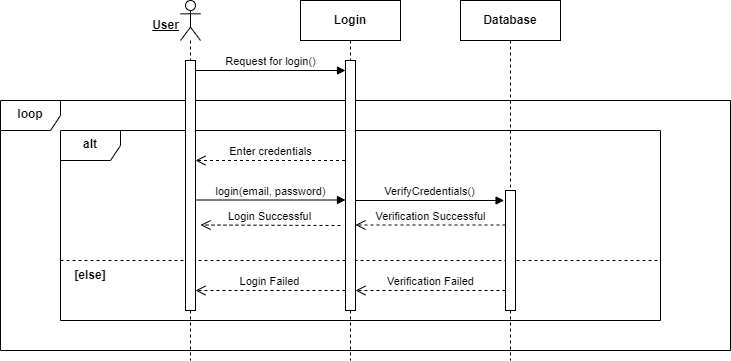 User
Login
Database
Request for login()
loop
alt
Enter credentials
login(email, password)
VerifyCredentials()
Login Successful
Verification Successful
[else]
Login Failed
Verification Failed